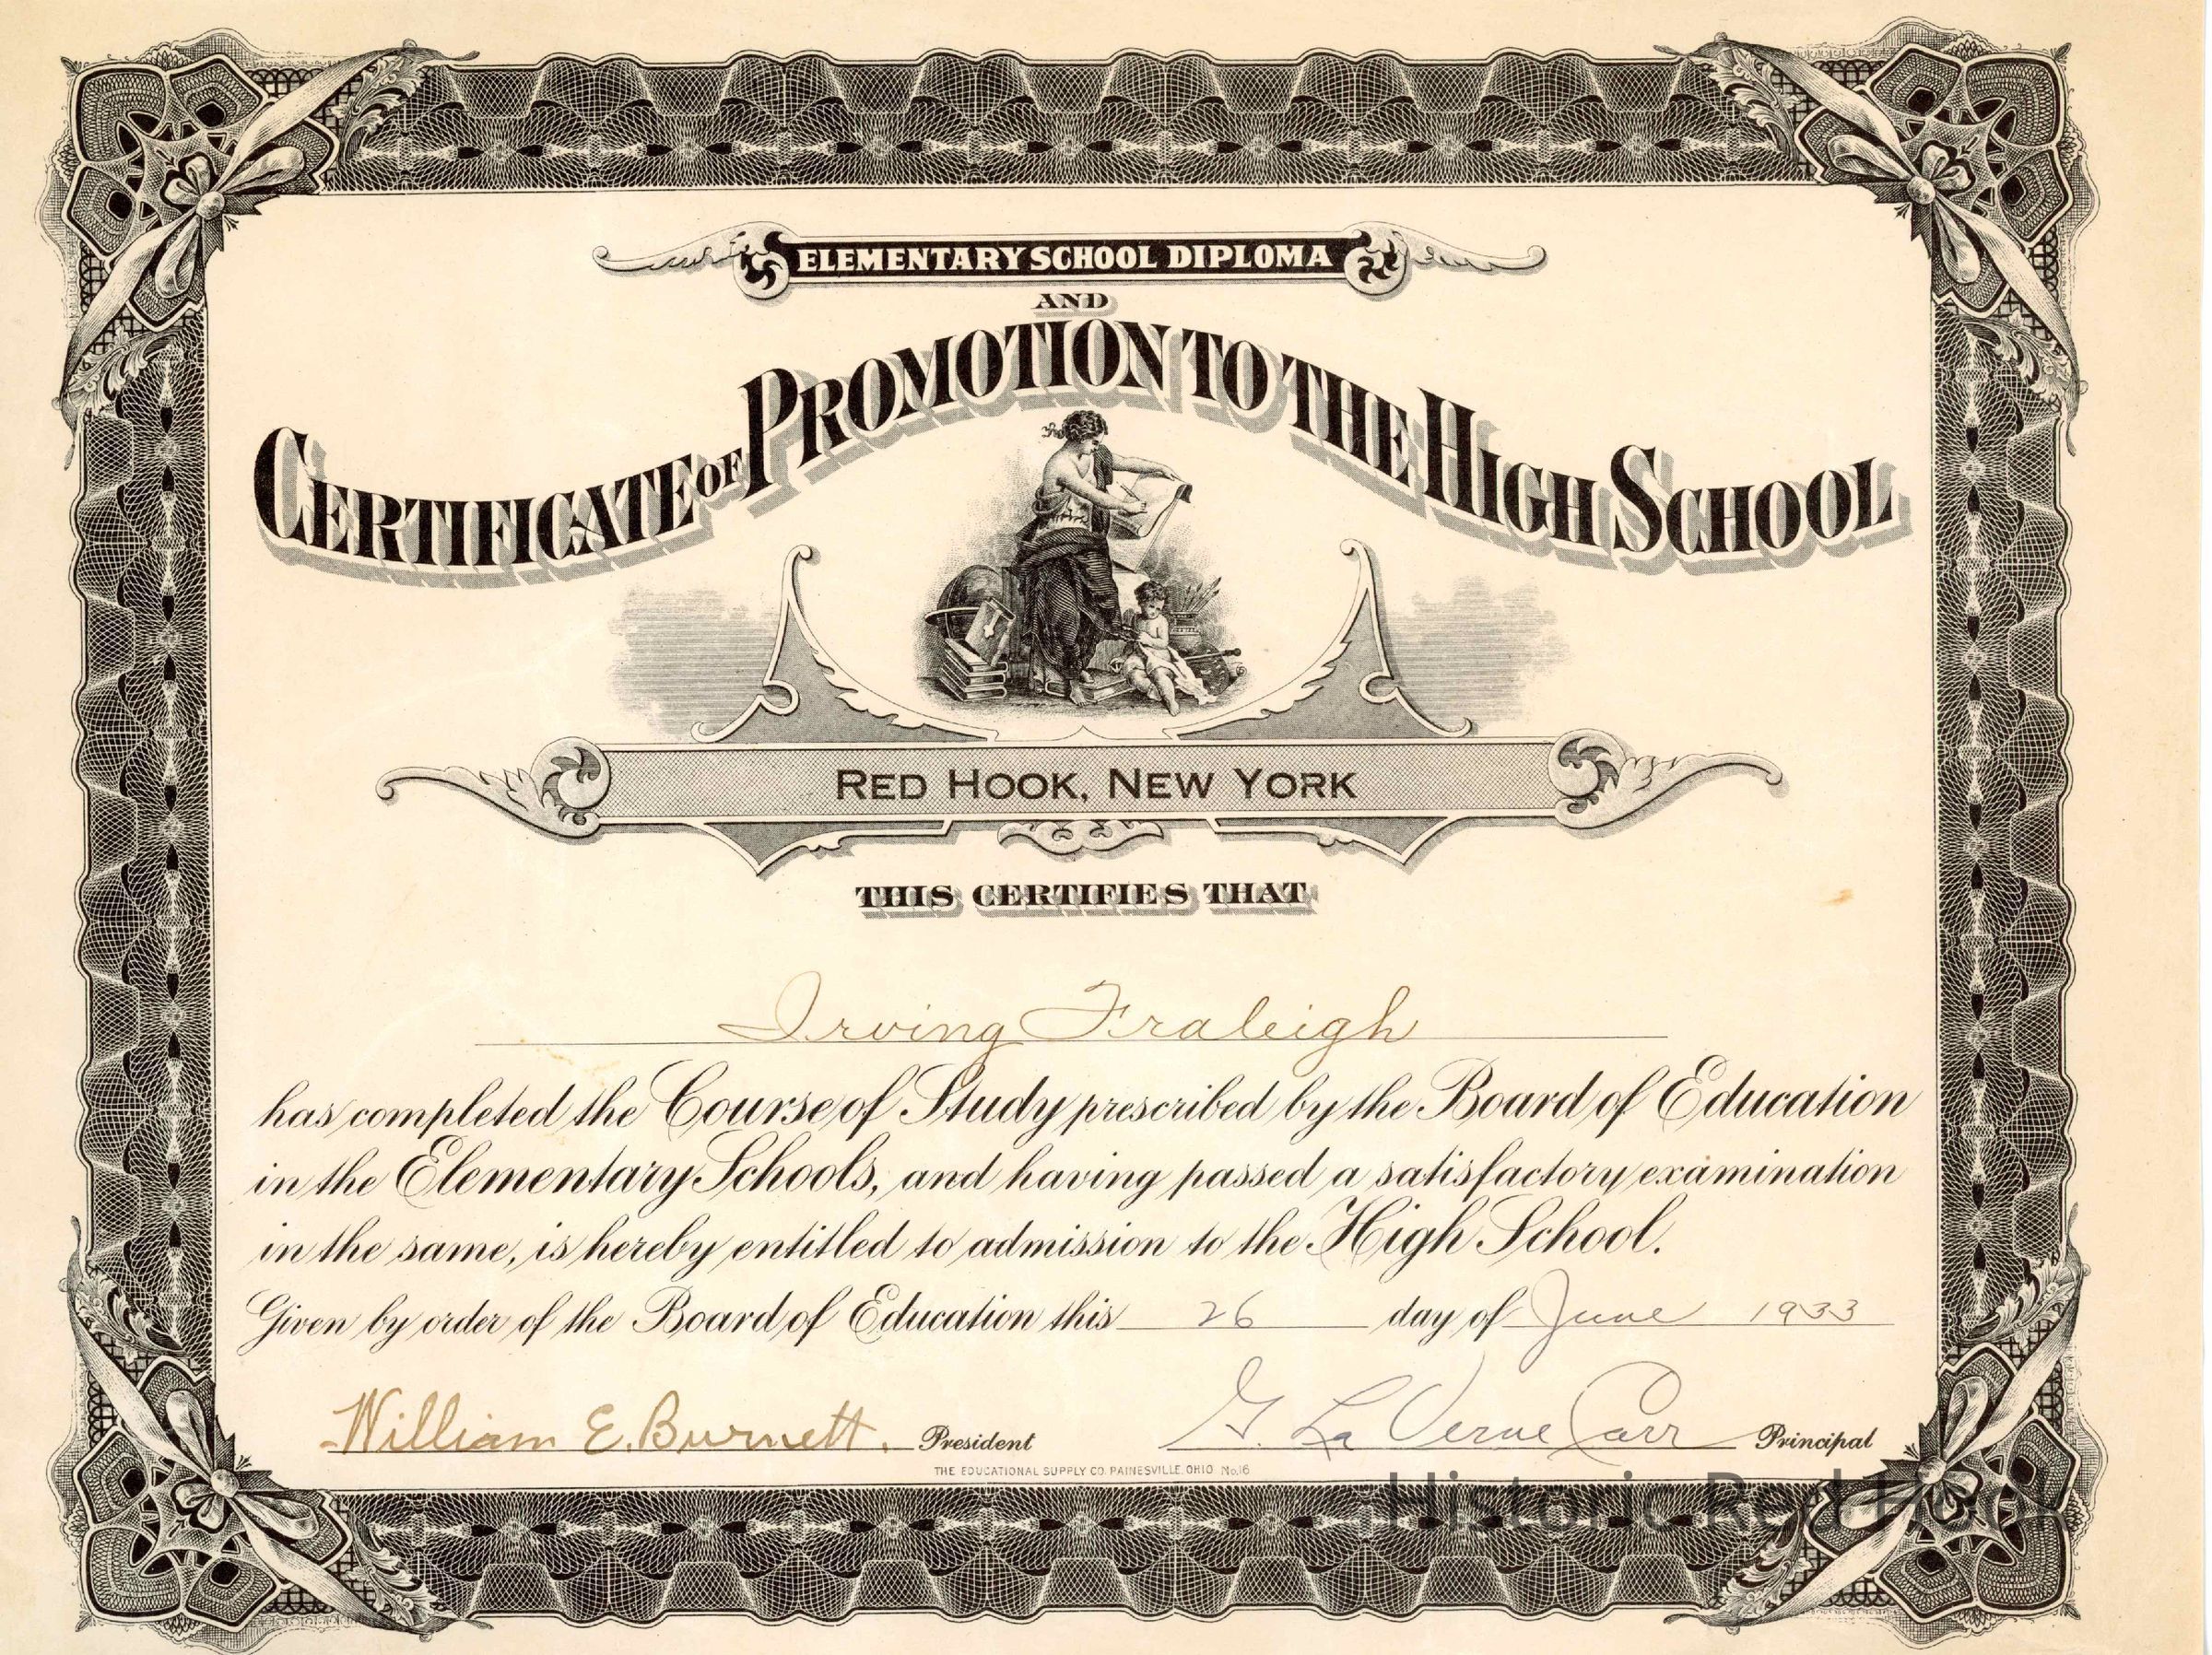 ELEMENTARY SCHOOL DIPLOMA
AND
CERTIFICATE OF PROMOTION TO THE HIGH SCHOOL
RED HOOK, NEW YORK
THIS CERTIFIES THAT
Irving Fraleigh
has completed the Course of Study prescribed by the Board of Education
in the Elementary Schools, and having passed a satisfactory examination
in the same, is hereby entitled to admission to the High School.
Given by order of the Board of Education this 26 day of June 1933
William E. Burnett. President G. La Verne Carr Principal
THE EDUCATIONAL SUPPLY CO. PAINESVILLE, OHIO. No.16
Historic Red Hook